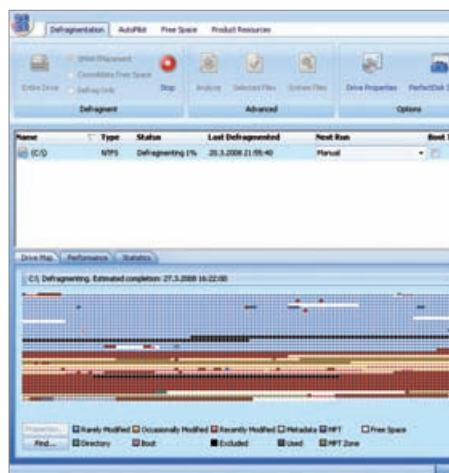 Defragmentation AutoPilot Free Space Product Resources
SMARTPlacement
Consolidate Free Space
Defrag Only
Entire Drive Stop Analyze Selected Files System Files Drive Properties PerfectDisk
Defragment Advanced Options
Name Type Status Last Defragmented Next Run Boot
(C:\) NTFS Defragmenting 1% 20.3.2008 21:55:40 Manual
Drive Map Performance Statistics
C:\ Defragmenting. Estimated completion: 27.3.2008 16:22:00
Properties... Rarely Modified Occasionally Modified Recently Modified Metadata MFT Free Space
Find... Directory Boot Excluded Used MFT Zone